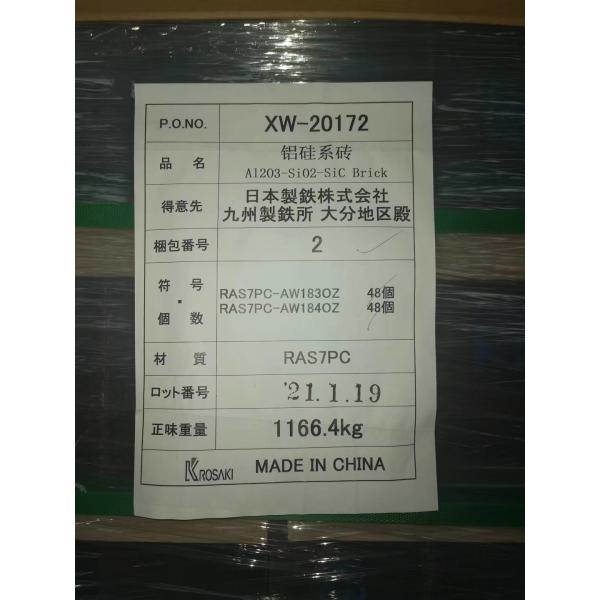 P.O.NO. XW-20172
品 名 铝硅系砖
Al2O3-SiO2-SiC Brick
得意先 日本製鉄株式会社
九州製鉄所 大分地区殿
梱包番号 2
符 号
・
個 数
RAS7PC-AW183OZ 48個
RAS7PC-AW184OZ 48個
材 質 RAS7PC
ロット番号 '21.1.19
正味重量 1166.4kg
KROSAKI MADE IN CHINA